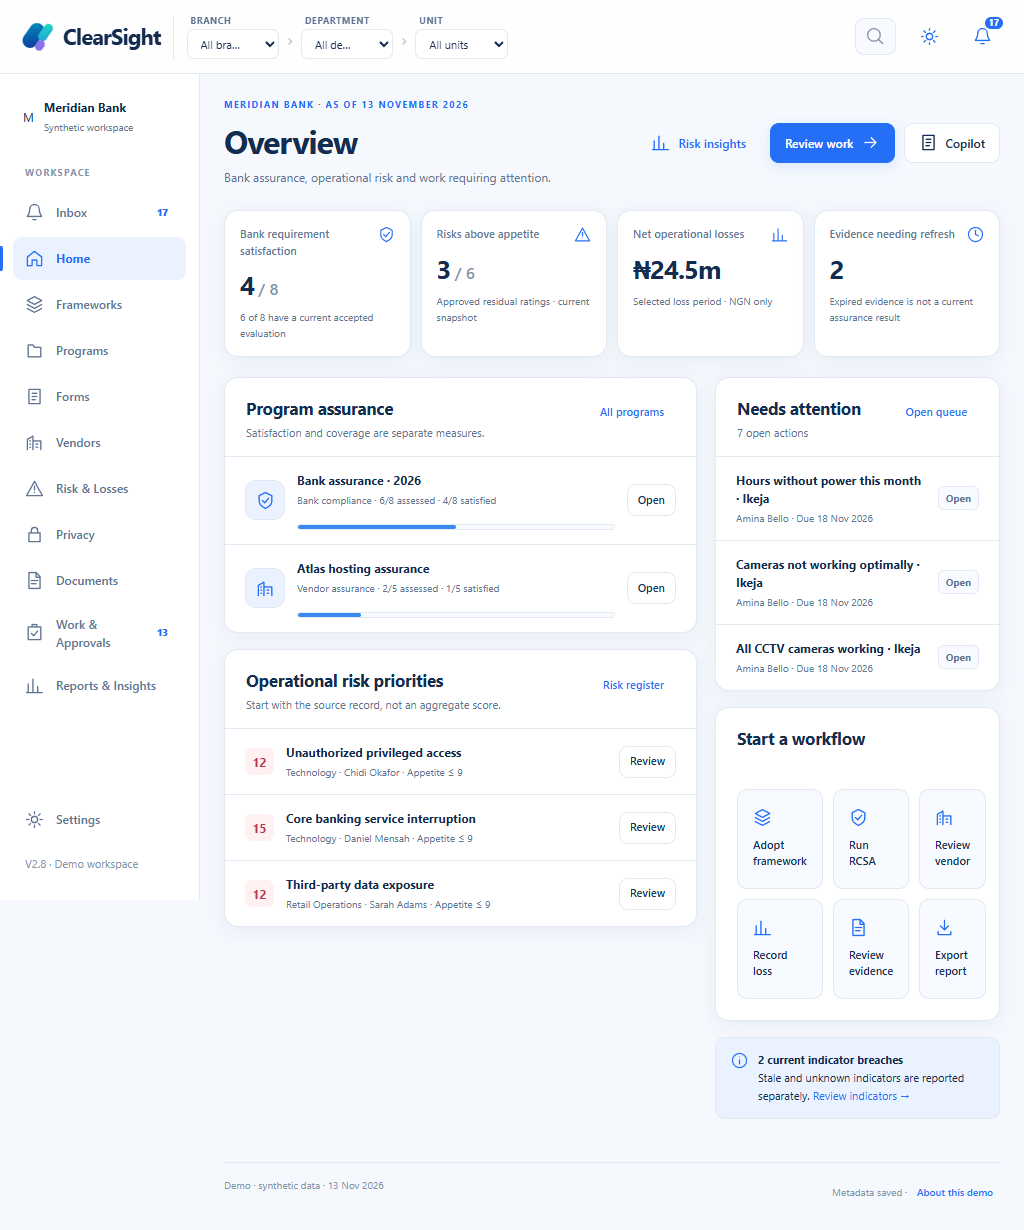 ClearSight
BRANCH
DEPARTMENT
UNIT
All bra...
›
All de...
›
All units
17
M
Meridian Bank
Synthetic workspace
WORKSPACE
Inbox
17
Home
Frameworks
Programs
Forms
Vendors
Risk & Losses
Privacy
Documents
Work &
Approvals
13
Reports & Insights
Settings
V2.8 · Demo workspace
MERIDIAN BANK · AS OF 13 NOVEMBER 2026
Overview
Bank assurance, operational risk and work requiring attention.
Risk insights
Review work →
Copilot
Bank requirement
satisfaction
4 / 8
6 of 8 have a current accepted
evaluation
Risks above appetite
3 / 6
Approved residual ratings · current
snapshot
Net operational losses
₦24.5m
Selected loss period · NGN only
Evidence needing refresh
2
Expired evidence is not a current
assurance result
Program assurance
Satisfaction and coverage are separate measures.
All programs
Bank assurance · 2026
Bank compliance · 6/8 assessed · 4/8 satisfied
Open
Atlas hosting assurance
Vendor assurance · 2/5 assessed · 1/5 satisfied
Open
Operational risk priorities
Start with the source record, not an aggregate score.
Risk register
12
Unauthorized privileged access
Technology · Chidi Okafor · Appetite ≤ 9
Review
15
Core banking service interruption
Technology · Daniel Mensah · Appetite ≤ 9
Review
12
Third-party data exposure
Retail Operations · Sarah Adams · Appetite ≤ 9
Review
Needs attention
7 open actions
Open queue
Hours without power this month
· Ikeja
Amina Bello · Due 18 Nov 2026
Open
Cameras not working optimally ·
Ikeja
Amina Bello · Due 18 Nov 2026
Open
All CCTV cameras working · Ikeja
Amina Bello · Due 18 Nov 2026
Open
Start a workflow
Adopt
framework
Run
RCSA
Review
vendor
Record
loss
Review
evidence
Export
report
2 current indicator breaches
Stale and unknown indicators are reported
separately. Review indicators →
Demo · synthetic data · 13 Nov 2026
Metadata saved ·
About this demo